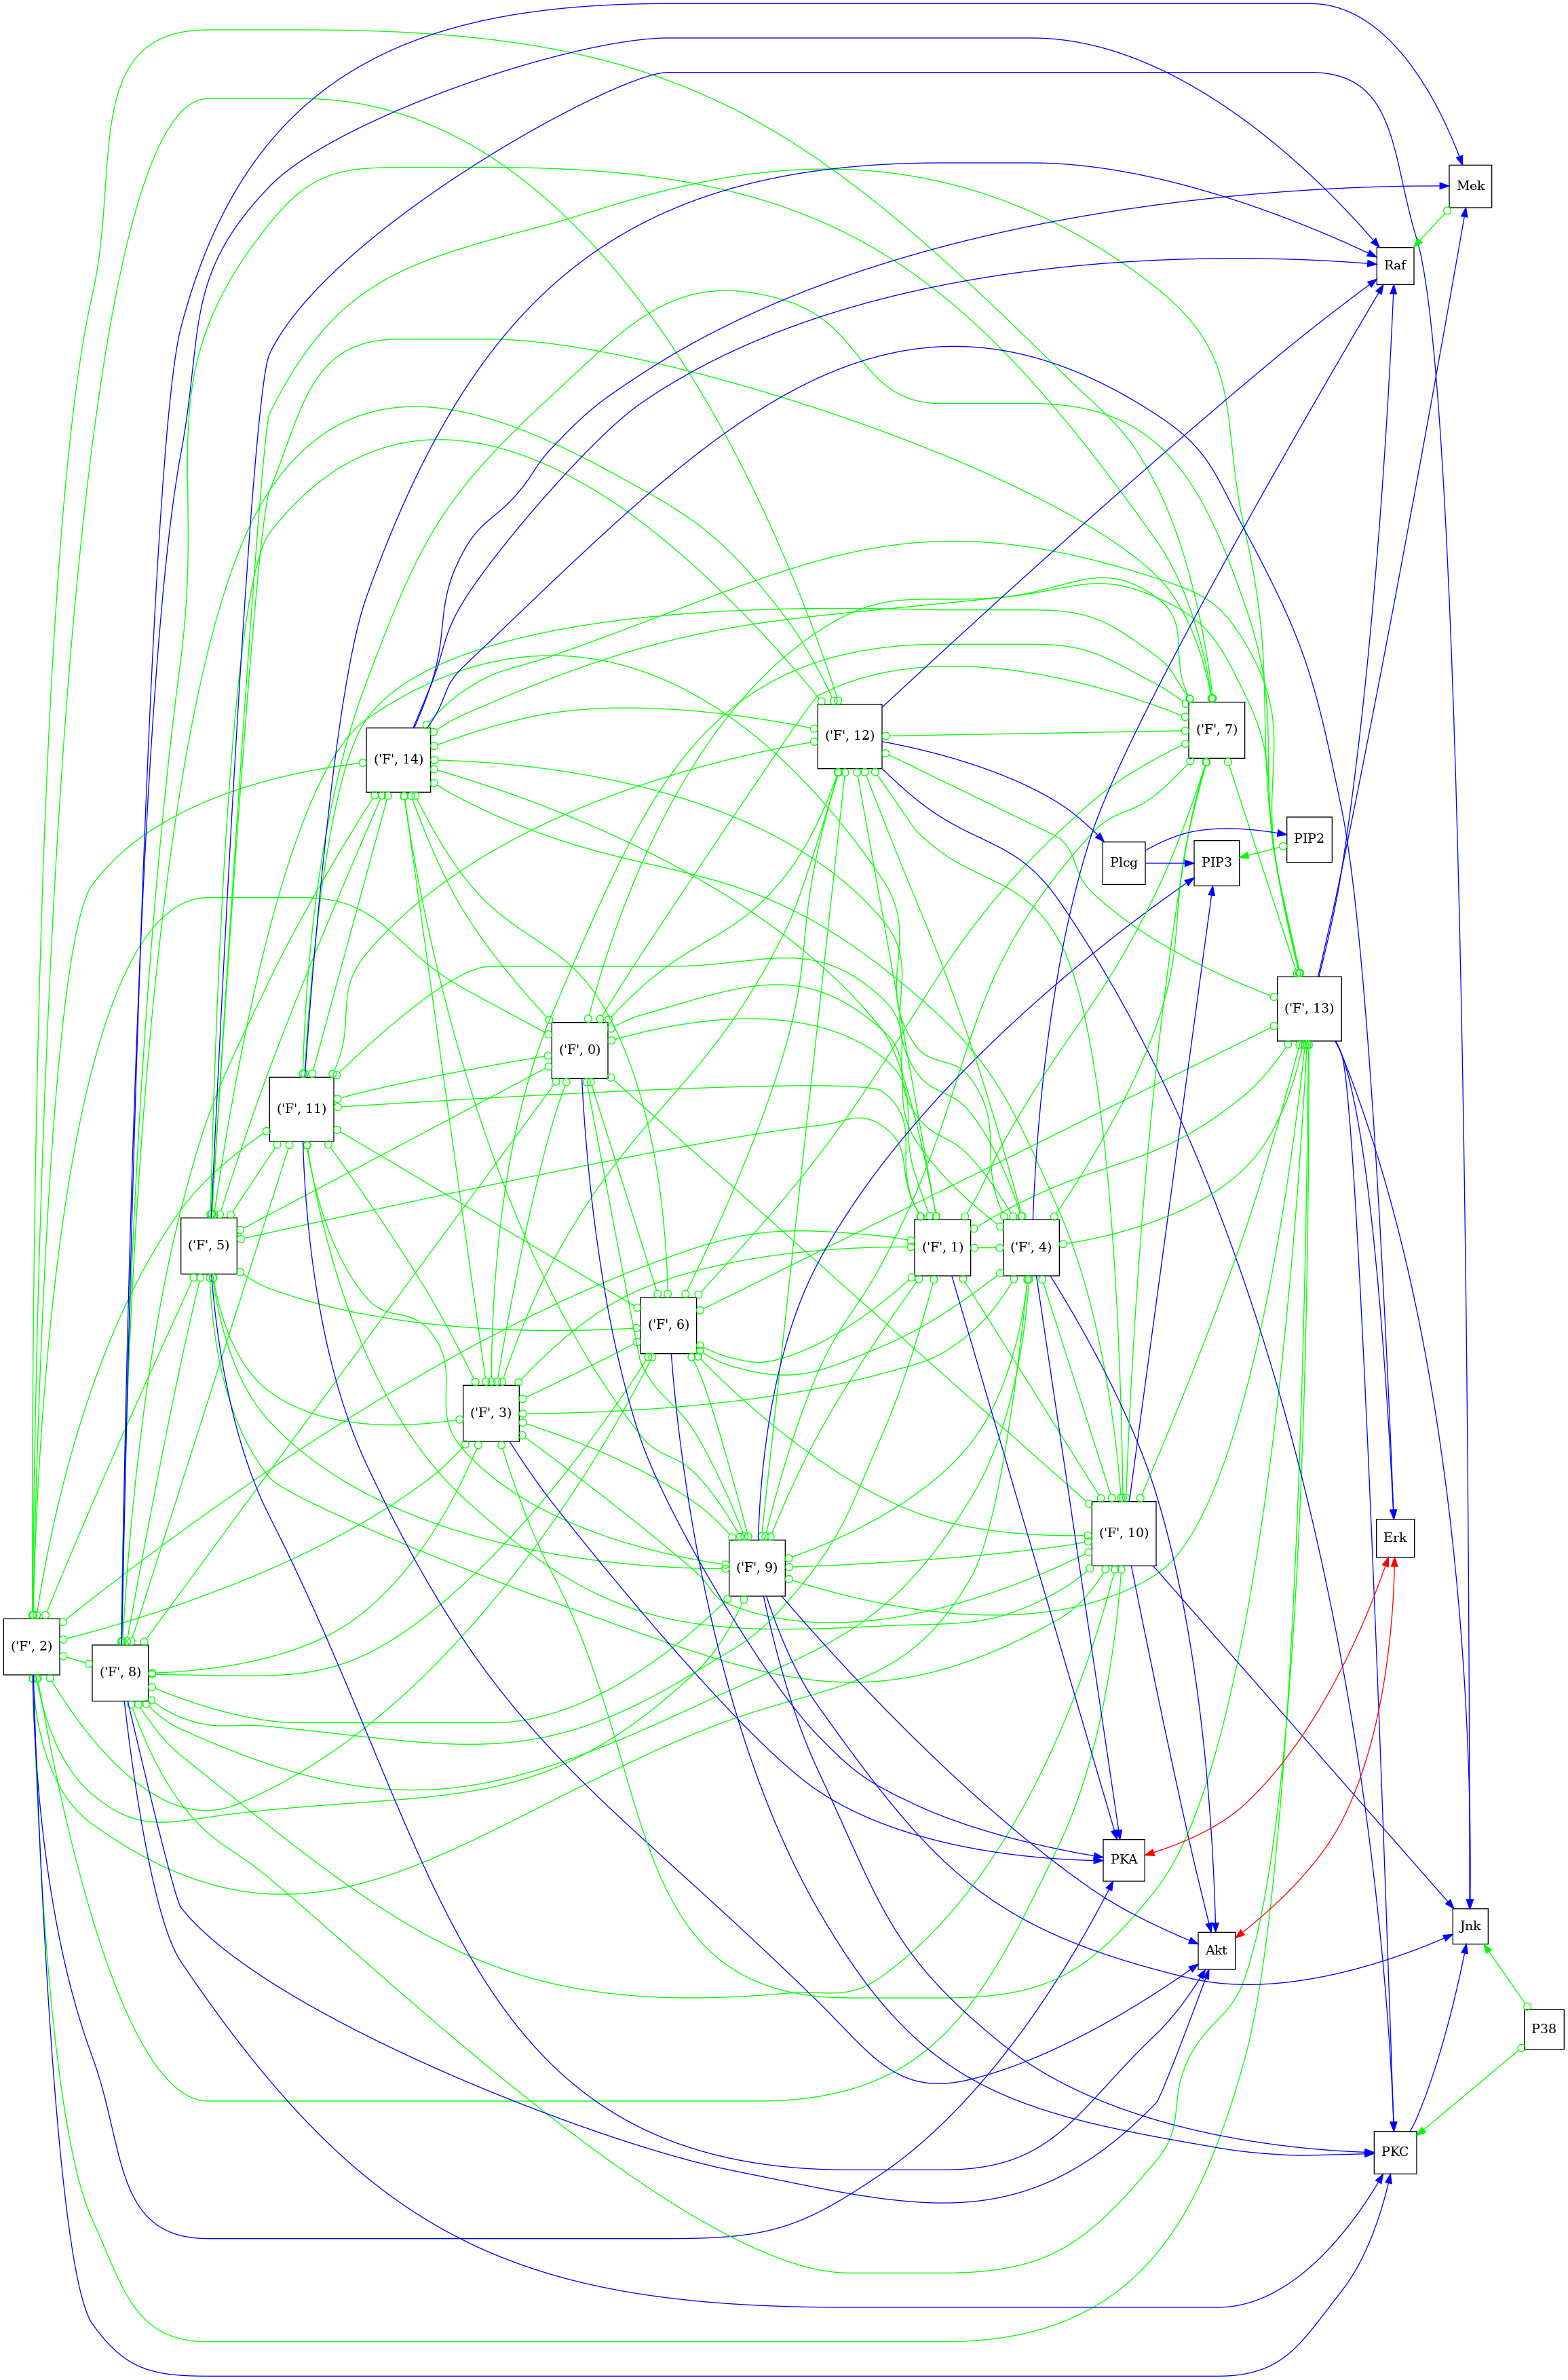 Mek
Raf
('F', 7)
('F', 12)
('F', 14)
PIP2
Plcg
PIP3
('F', 13)
('F', 0)
('F', 11)
('F', 5)
('F', 1)
('F', 4)
('F', 6)
('F', 3)
('F', 10)
Erk
('F', 9)
('F', 2)
('F', 8)
PKA
Jnk
Akt
P38
PKC